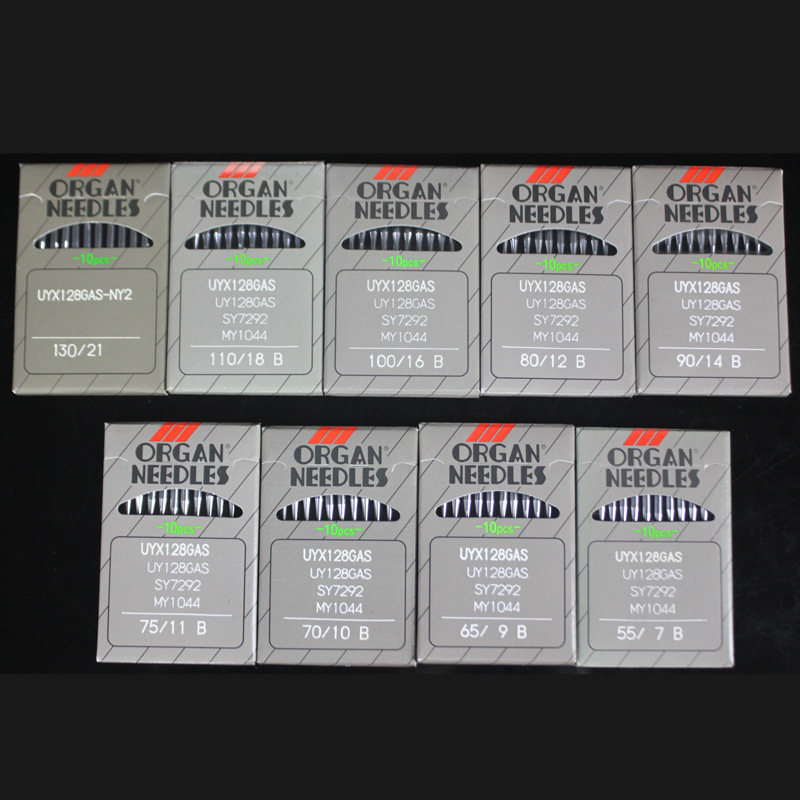 ORGAN®
NEEDLES
-10pcs-
UYX128GAS-NY2
130/21
ORGAN®
NEEDLES
-10pcs-
UYX128GAS
UY128GAS
SY7292
MY1044
110/18 B
ORGAN®
NEEDLES
-10pcs-
UYX128GAS
UY128GAS
SY7292
MY1044
100/16 B
ORGAN®
NEEDLES
-10pcs-
UYX128GAS
UY128GAS
SY7292
MY1044
80/12 B
ORGAN®
NEEDLES
-10pcs-
UYX128GAS
UY128GAS
SY7292
MY1044
90/14 B
ORGAN®
NEEDLES
-10pcs-
UYX128GAS
UY128GAS
SY7292
MY1044
75/11 B
ORGAN®
NEEDLES
-10pcs-
UYX128GAS
UY128GAS
SY7292
MY1044
70/10 B
ORGAN®
NEEDLES
-10pcs-
UYX128GAS
UY128GAS
SY7292
MY1044
65/ 9 B
ORGAN®
NEEDLES
-10pcs-
UYX128GAS
UY128GAS
SY7292
MY1044
55/ 7 B